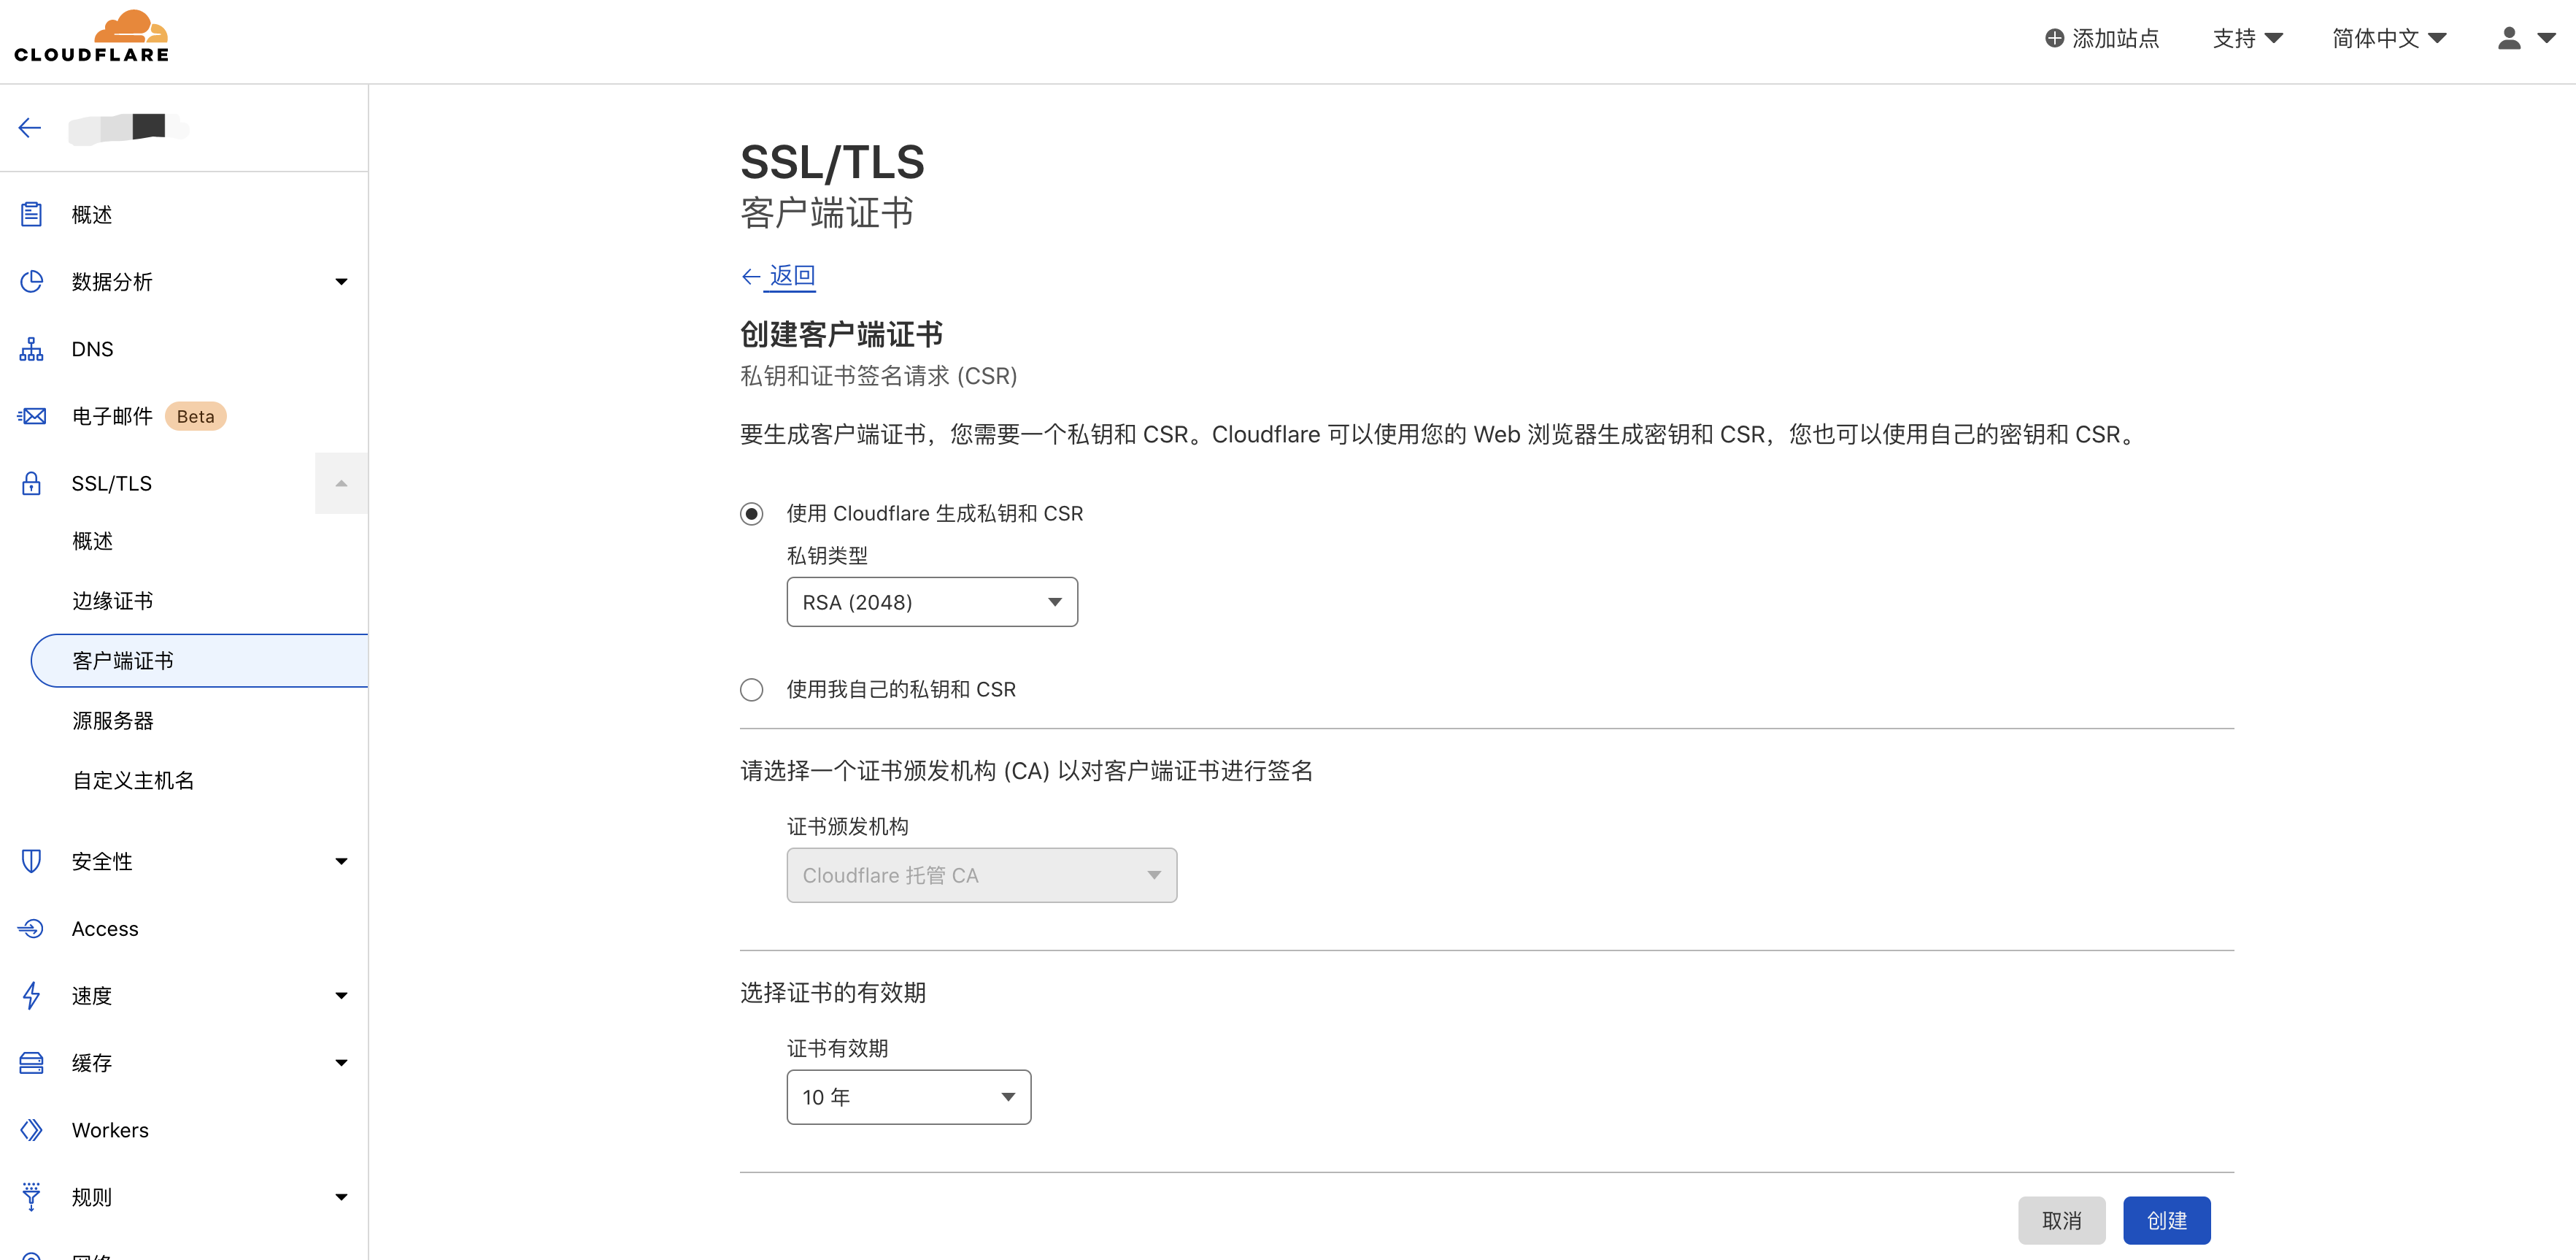 CLOUDFLARE
添加站点
支持
简体中文
概述
数据分析
DNS
电子邮件 Beta
SSL/TLS
概述
边缘证书
客户端证书
源服务器
自定义主机名
安全性
Access
速度
缓存
Workers
规则
SSL/TLS
客户端证书
返回
创建客户端证书
私钥和证书签名请求 (CSR)
要生成客户端证书，您需要一个私钥和 CSR。Cloudflare 可以使用您的 Web 浏览器生成密钥和 CSR，您也可以使用自己的密钥和 CSR。
使用 Cloudflare 生成私钥和 CSR
私钥类型
RSA (2048)
使用我自己的私钥和 CSR
请选择一个证书颁发机构 (CA) 以对客户端证书进行签名
证书颁发机构
Cloudflare 托管 CA
选择证书的有效期
证书有效期
10 年
取消
创建